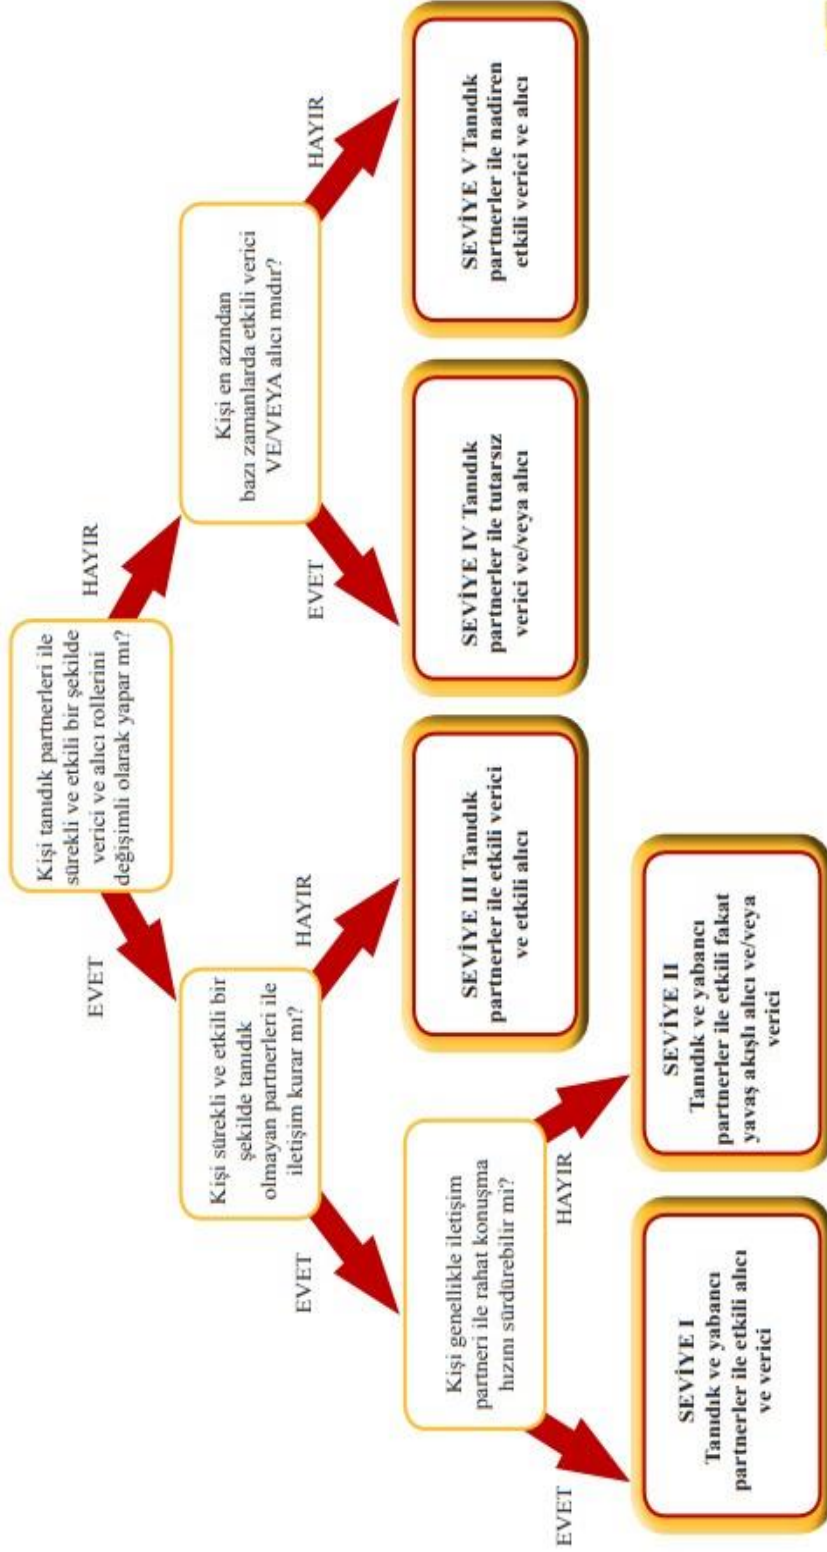 Kişi tanıdık partnerleri ile
sürekli ve etkili bir şekilde
verici ve alıcı rollerini
değişimli olarak yapar mı?
EVET
HAYIR
Kişi sürekli ve etkili bir
şekilde tanıdık
olmayan partnerleri ile
iletişim kurar mı?
Kişi en azından
bazı zamanlarda etkili verici
VE/VEYA alıcı mıdır?
EVET
HAYIR
EVET
HAYIR
Kişi genellikle iletişim
partneri ile rahat konuşma
hızını sürdürebilir mi?
SEVİYE III Tanıdık
partnerler ile etkili verici
ve etkili alıcı
SEVİYE IV Tanıdık
partnerler ile tutarsız
verici ve/veya alıcı
SEVİYE V Tanıdık
partnerler ile nadiren
etkili verici ve alıcı
EVET
HAYIR
SEVİYE I
Tanıdık ve yabancı
partnerler ile etkili alıcı
ve verici
SEVİYE II
Tanıdık ve yabancı
partnerler ile etkili fakat
yavaş akışlı alıcı ve/veya
verici